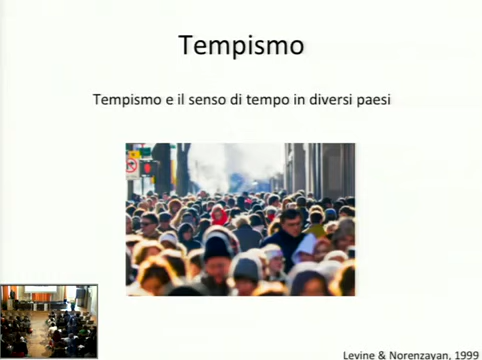 Tempismo
Tempismo e il senso di tempo in diversi paesi
Levine & Norenzayan, 1999